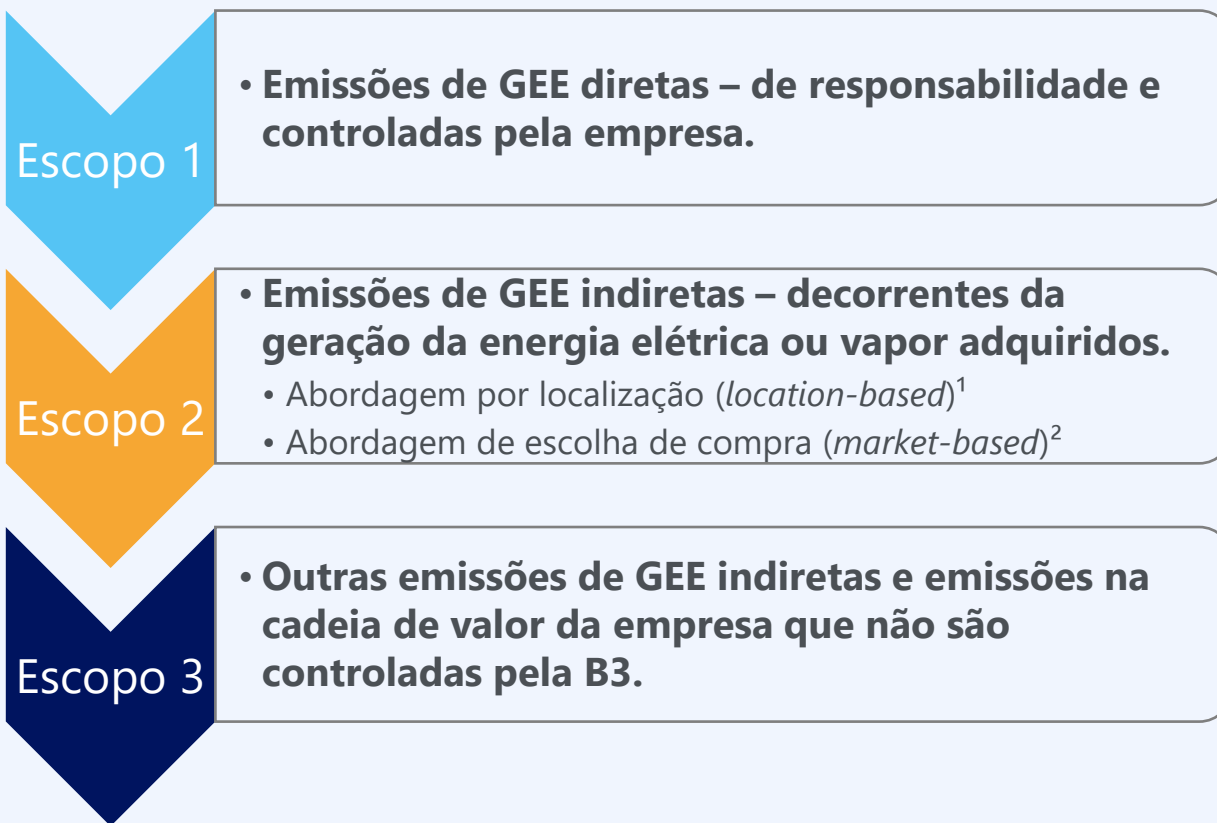 Escopo 1
• Emissões de GEE diretas – de responsabilidade e
controladas pela empresa.
Escopo 2
• Emissões de GEE indiretas – decorrentes da
geração da energia elétrica ou vapor adquiridos.
• Abordagem por localização (location-based)¹
• Abordagem de escolha de compra (market-based)²
Escopo 3
• Outras emissões de GEE indiretas e emissões na
cadeia de valor da empresa que não são
controladas pela B3.